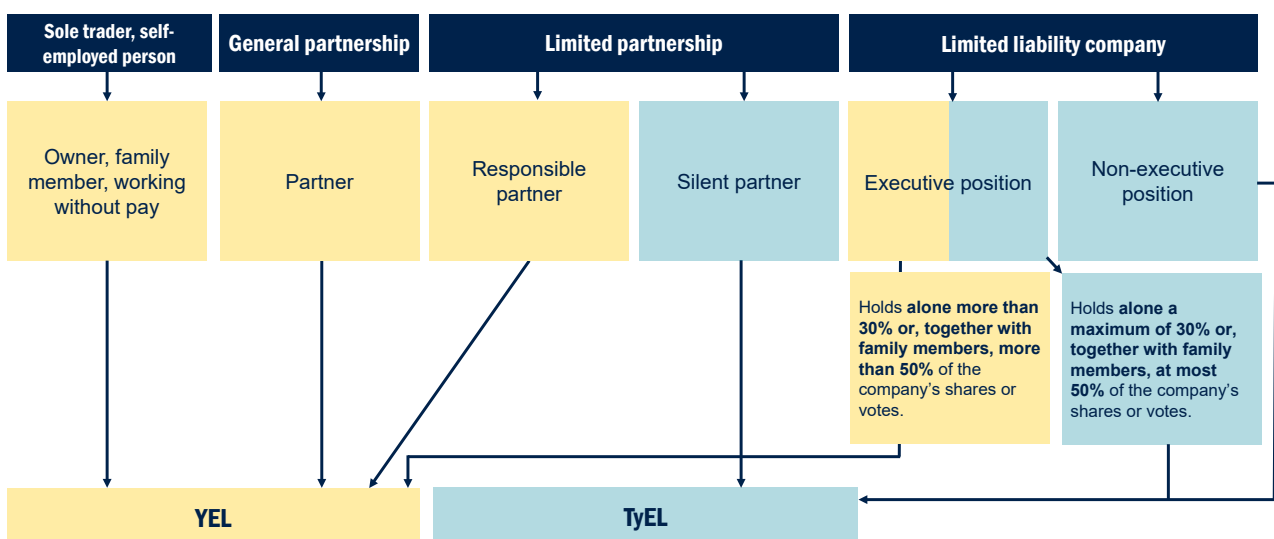 Sole trader, self-
employed person
General partnership
Limited partnership
Limited liability company
Owner, family
member, working
without pay
Partner
Responsible
partner
Silent partner
Executive position
Non-executive
position
Holds alone more than
30% or, together with
family members, more
than 50% of the
company’s shares or
votes.
Holds alone a
maximum of 30% or,
together with family
members, at most
50% of the company’s
shares or votes.
YEL
TyEL